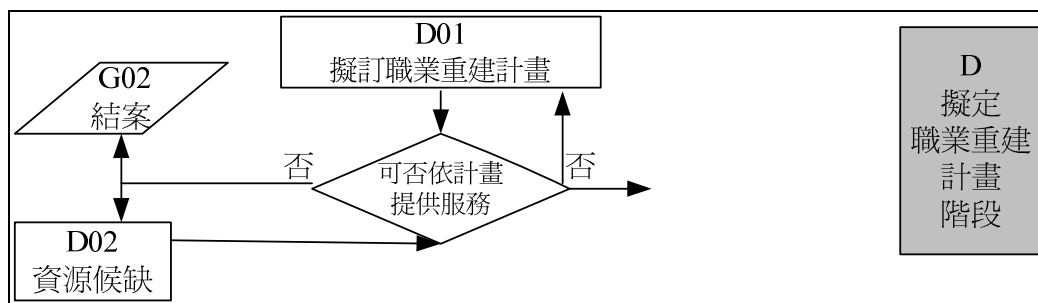 D01
擬訂職業重建計畫
G02
結案
否
可否依計畫
提供服務
否
D02
資源候缺
D
擬定
職業重建
計畫
階段